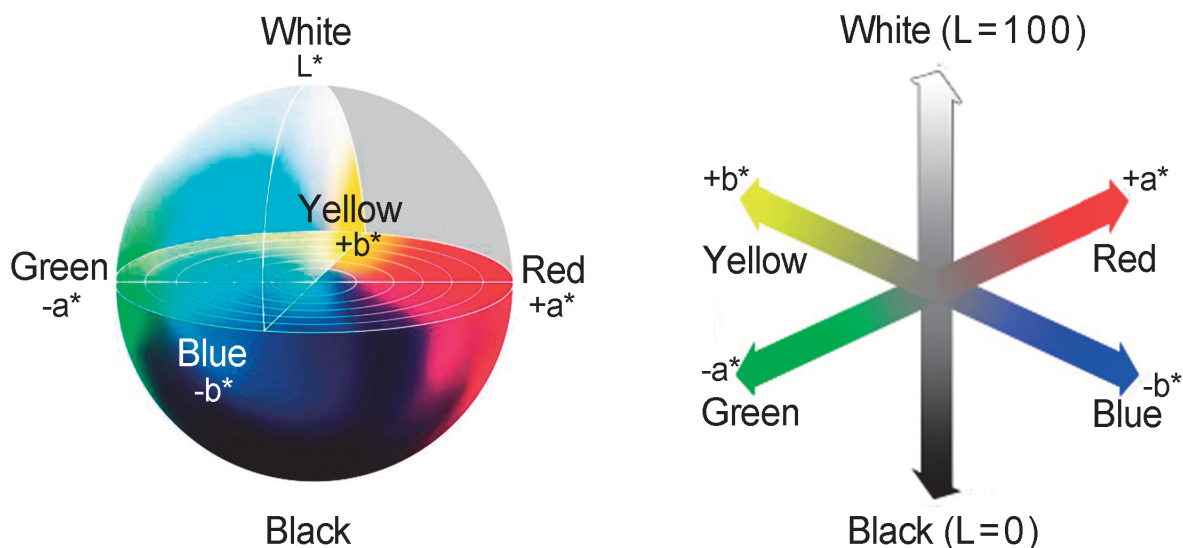 White
L*
Yellow
+b*
Green
-a*
Red
+a*
Blue
-b*
Black
White (L=100)
+b*
Yellow
+a*
Red
-a*
Green
-b*
Blue
Black (L=0)